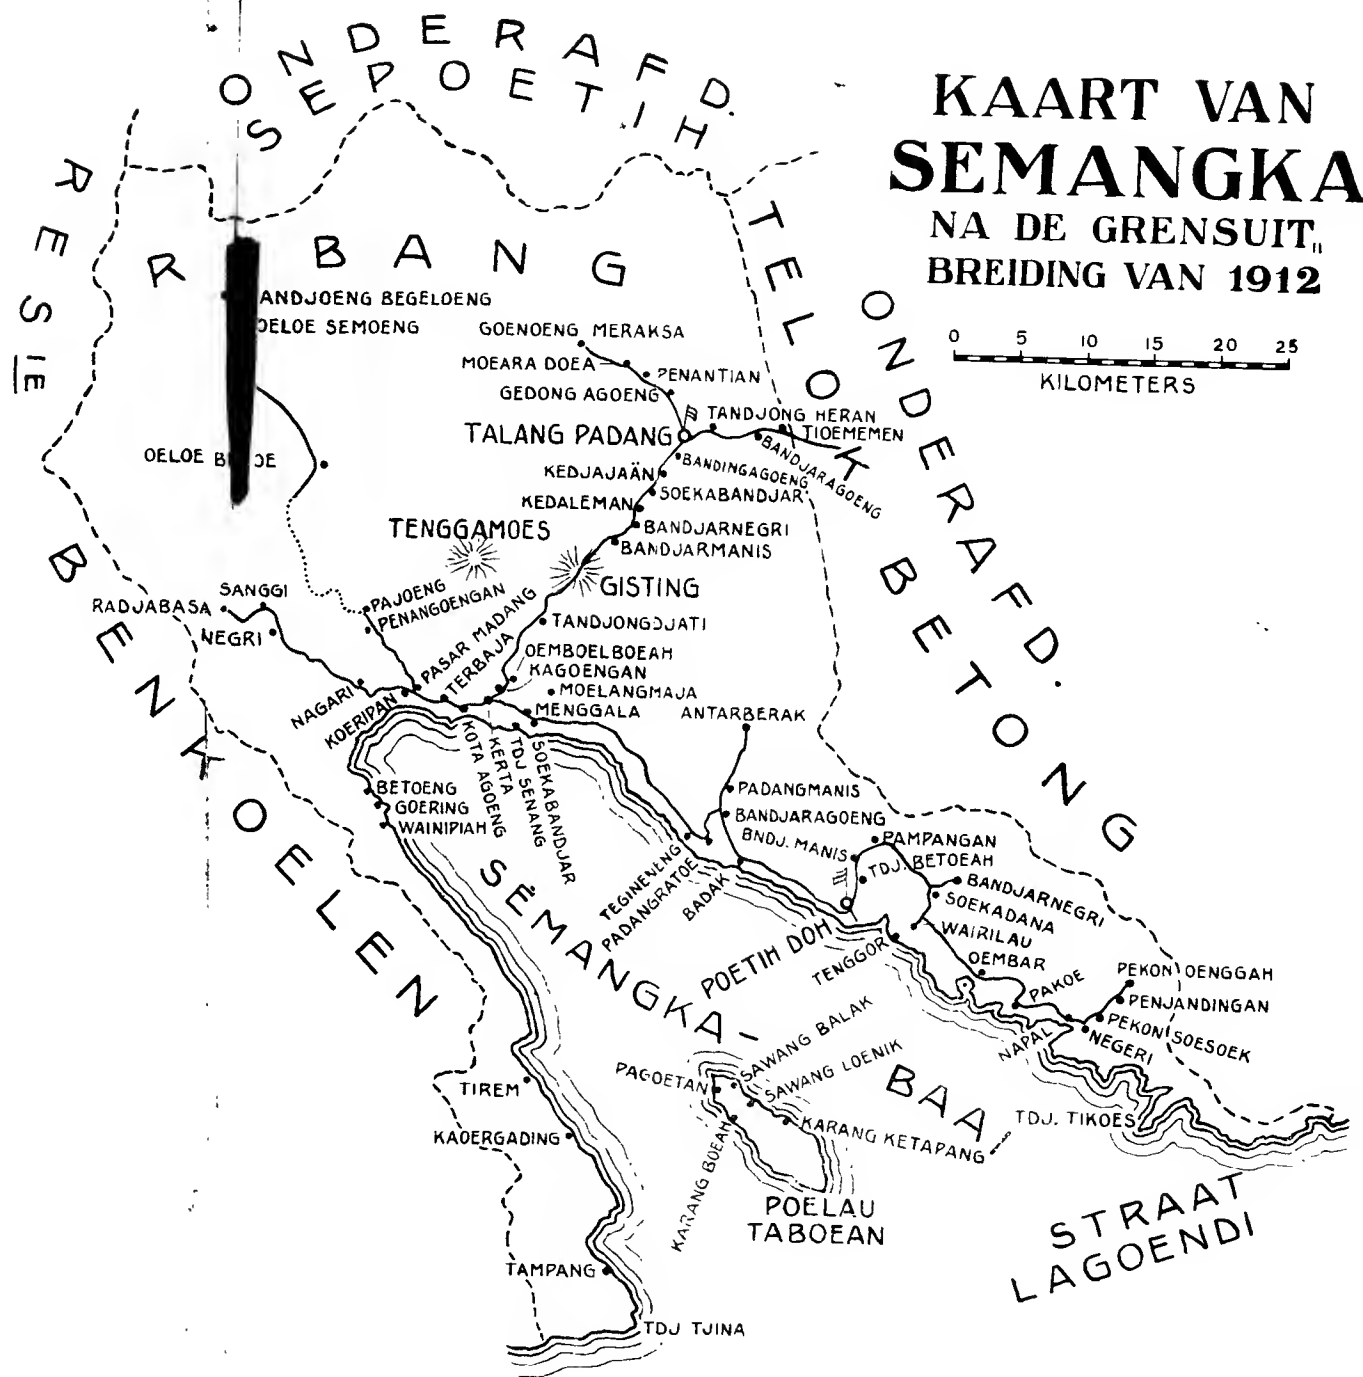 KAART VAN
SEMANGKA
NA DE GRENSUIT„
BREIDING VAN 1912
0 5 10 15 20 25
KILOMETERS
ONDERAFD.
SEPOETIH
RESIE
BENKOELEN
R BANG
ONDERAFD.
TELOK BETONG
ANDJOENG BEGELOENG
OELOE SEMOENG
GOENOENG MERAKSA
MOEARA DOEA
PENANTIAN
GEDONG AGOENG
TANDJONG HERAN
TIOEMEMEN
TALANG PADANG
BANDJARAGOENG
BANDINGAGOENG
OELOE B OE
KEDJAJAÄN
SOEKABANDJAR
KEDALEMAN
TENGGAMOES
BANDJARNEGRI
BANDJARMANIS
GISTING
SANGGI
RADJABASA
NEGRI
PAJOENG
PENANGOENGAN
TANDJONGDJATI
PASAR MADANG
TERBAJA
OEMBOELBOEAH
KAGOENGAN
MOELANGMAJA
MENGGALA
NAGARI
KOERIPAN
ANTARBERAK
KOTA AGOENG
KERTA
TDJ SENANG
SOEKABANDJAR
BETOENG
GOERING
WAINIPIAH
PADANGMANIS
BANDJARAGOENG
BNDJ. MANIS
PAMPANGAN
TDJ. BETOEAH
TEGINENENG
PADANGRATOE
BADAK
BANDJARNEGRI
SOEKADANA
WAIRILAU
OEMBAR
POETIH DOH
TENGGOR
PAKOE
PEKON OENGGAH
PENJANDINGAN
PEKON SOESOEK
NEGERI
NAPAL
SĔMANGKA-
BAAI
SAWANG BALAK
SAWANG LOENIK
PAGOETAN
KARANG KETAPANG
KARANG BOEAH
TDJ. TIKOES
TIREM
KAOERGADING
POELAU
TABOEAN
STRAAT
LAGOENDI
TAMPANG
TDJ TJINA